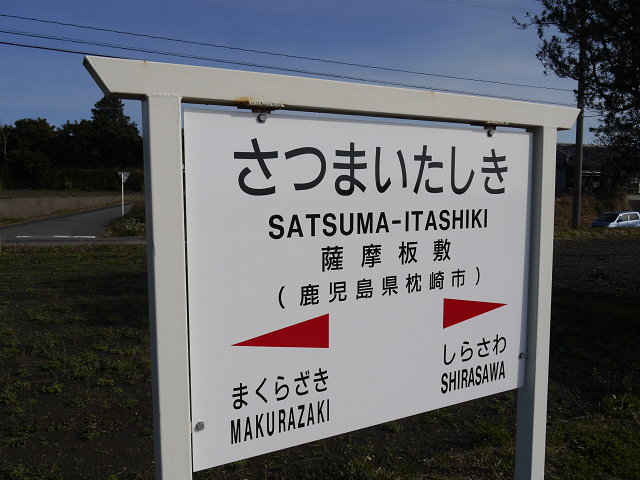 さつまいたしき
SATSUMA-ITASHIKI
薩摩板敷
(鹿児島県枕崎市)
まくらざき
MAKURAZAKI
しらさわ
SHIRASAWA